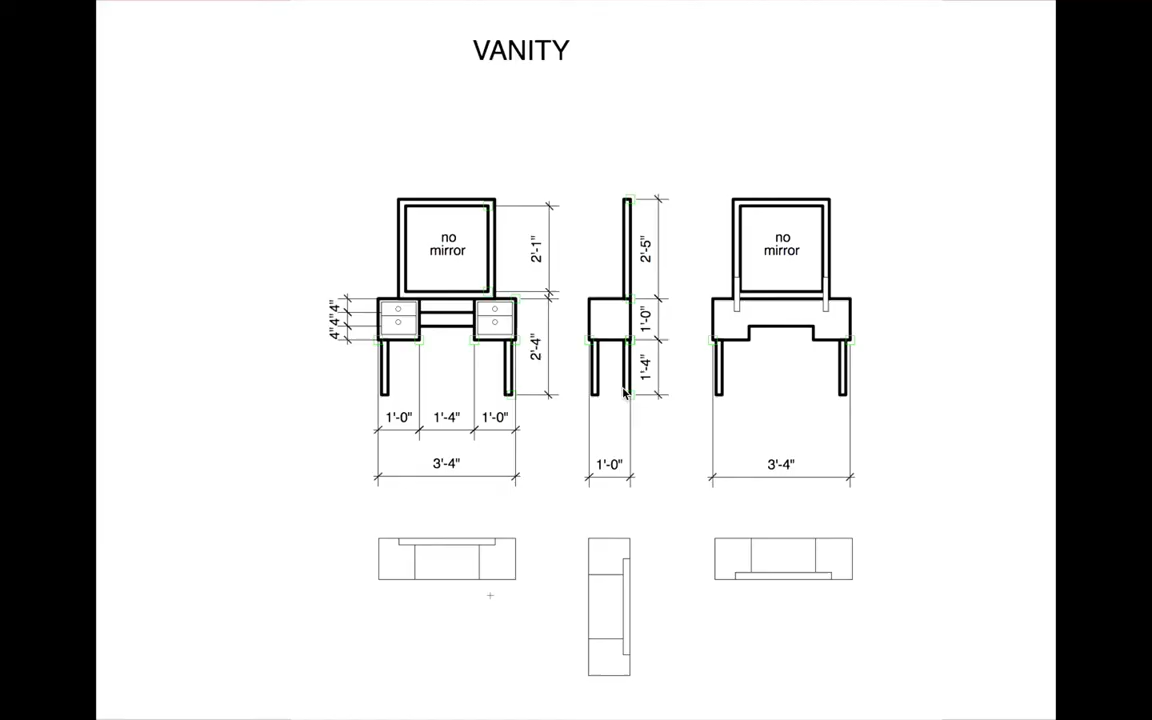 VANITY
no
mirror
2'-1"
2'-4"
4"
4"
4"
1'-0"
1'-4"
1'-0"
3'-4"
2'-5"
1'-0"
1'-4"
1'-0"
no
mirror
3'-4"